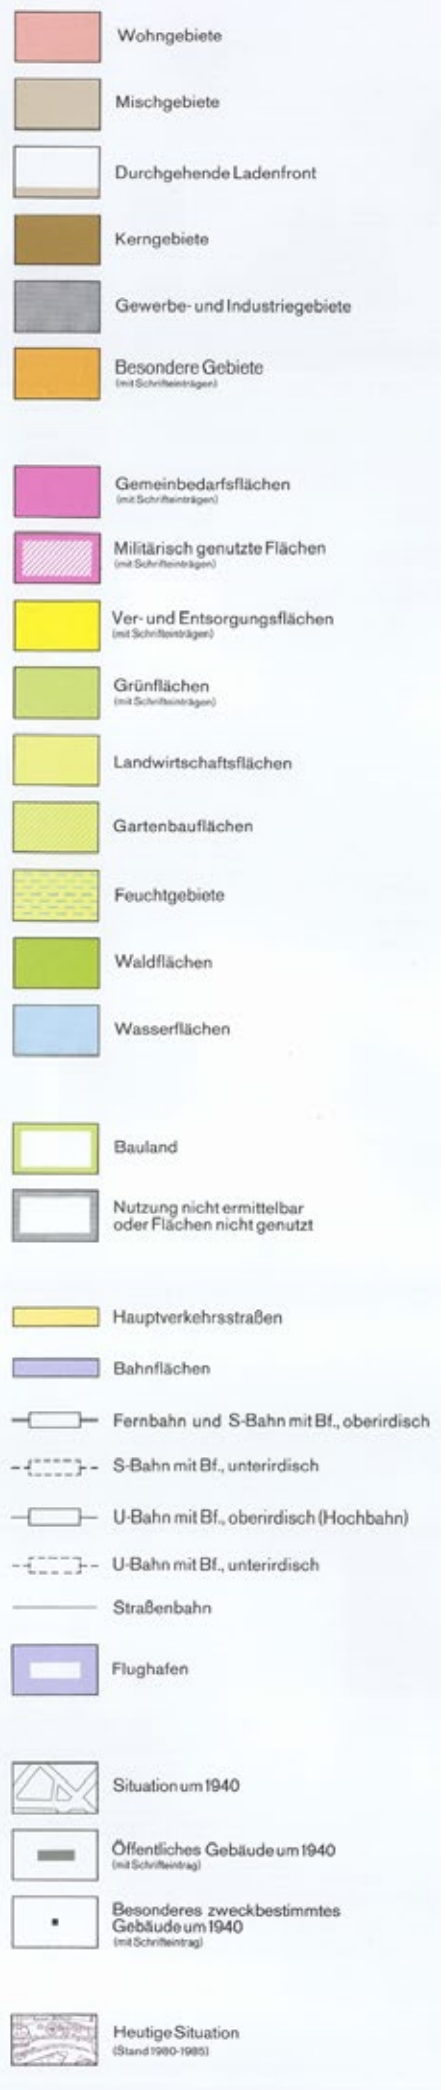 Wohngebiete
Mischgebiete
Durchgehende Ladenfront
Kerngebiete
Gewerbe- und Industriegebiete
Besondere Gebiete
(mit Schrifteinträgen)
Gemeinbedarfsflächen
(mit Schrifteinträgen)
Militärisch genutzte Flächen
(mit Schrifteinträgen)
Ver- und Entsorgungsflächen
(mit Schrifteinträgen)
Grünflächen
(mit Schrifteinträgen)
Landwirtschaftsflächen
Gartenbauflächen
Feuchtgebiete
Waldflächen
Wasserflächen
Bauland
Nutzung nicht ermittelbar
oder Flächen nicht genutzt
Hauptverkehrsstraßen
Bahnflächen
Fernbahn und S-Bahn mit Bf., oberirdisch
S-Bahn mit Bf., unterirdisch
U-Bahn mit Bf., oberirdisch (Hochbahn)
U-Bahn mit Bf., unterirdisch
Straßenbahn
Flughafen
Situation um 1940
Öffentliches Gebäude um 1940
(mit Schrifteintrag)
Besonderes zweckbestimmtes
Gebäude um 1940
(mit Schrifteintrag)
Heutige Situation
(Stand 1980-1985)